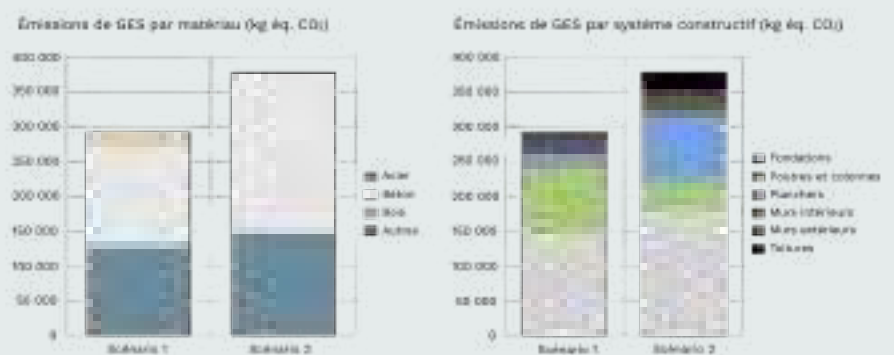 Émissions de GES par matériau (kg éq. CO₂)
400 000
350 000
300 000
250 000
200 000
150 000
100 000
50 000
0
Scénario 1
Scénario 2
Acier
Béton
Bois
Autres
Émissions de GES par système constructif (kg éq. CO₂)
400 000
350 000
300 000
250 000
200 000
150 000
100 000
50 000
0
Scénario 1
Scénario 2
Fondations
Poutres et colonnes
Planchers
Murs intérieurs
Murs extérieurs
Toitures